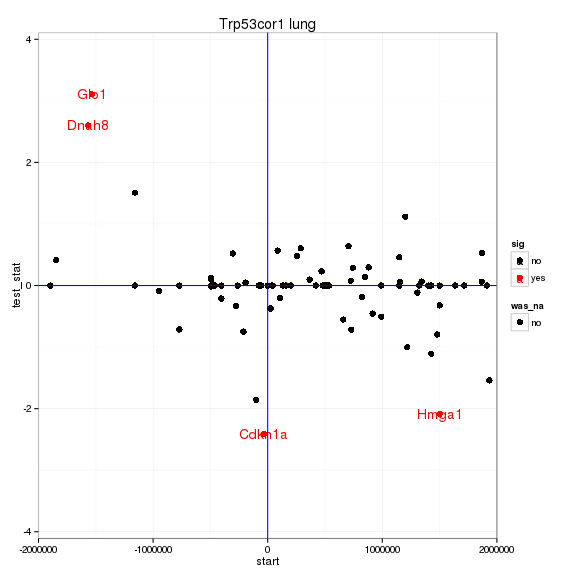 Trp53cor1 lung
4
2
0
-2
-4
test_stat
Glo1
Dnah8
Cdkn1a
Hmga1
-2000000 -1000000 0 1000000 2000000
start
sig
no
yes
was_na
no